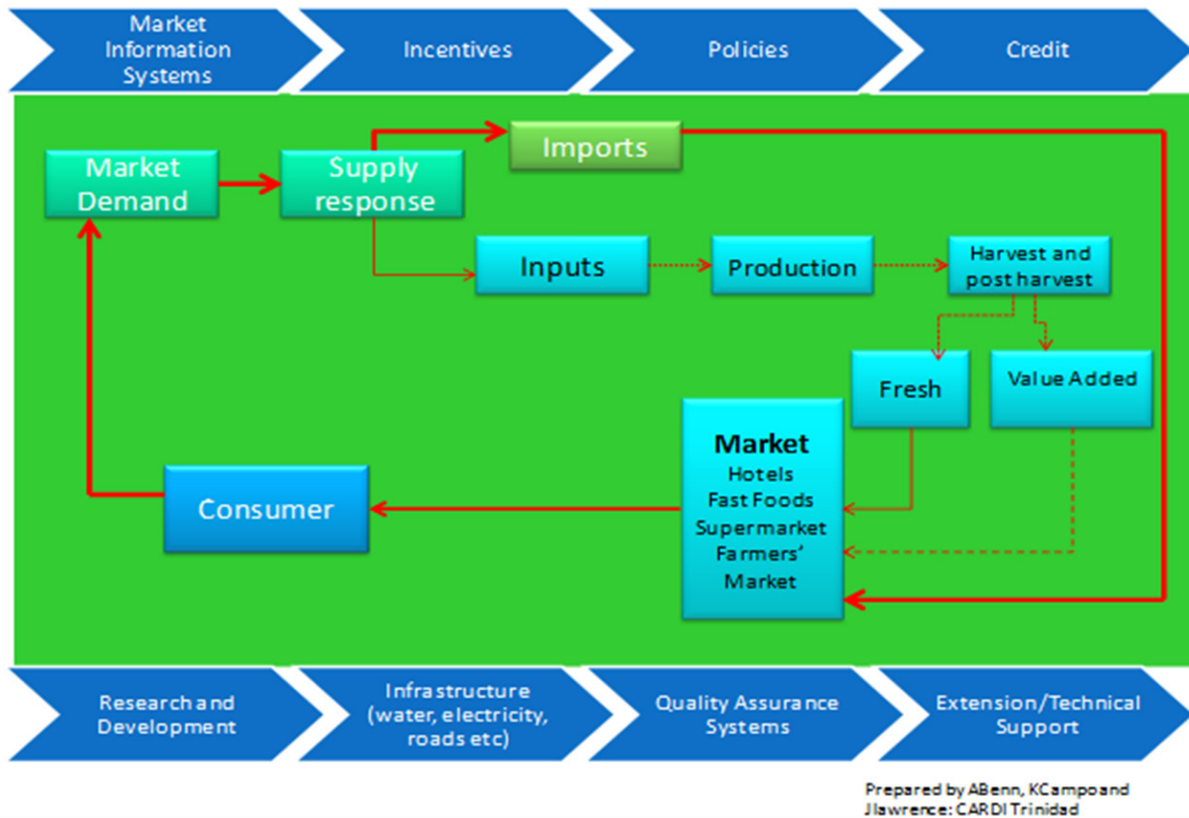 Market
Information
Systems
Incentives
Policies
Credit
Imports
Market
Demand
Supply
response
Inputs
Production
Harvest and
post harvest
Fresh
Value Added
Market
Hotels
Fast Foods
Supermarket
Farmers'
Market
Consumer
Research and
Development
Infrastructure
(water, electricity,
roads etc)
Quality Assurance
Systems
Extension/Technical
Support
Prepared by ABenn, KCampo and
Jlawrence: CARDI Trinidad